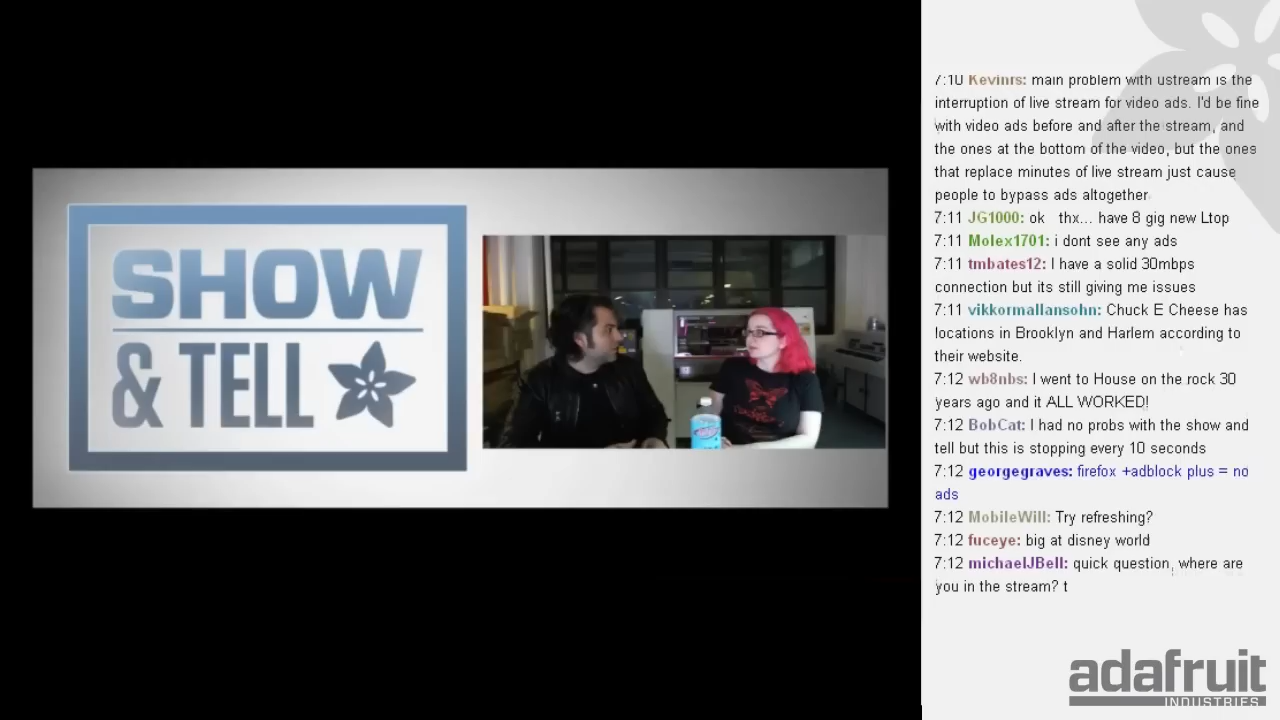 SHOW
& TELL
7:10 Kevinrs: main problem with ustream is the
interruption of live stream for video ads. I'd be fine
with video ads before and after the stream, and
the ones at the bottom of the video, but the ones
that replace minutes of live stream just cause
people to bypass ads altogether
7:11 JG1000: ok thx... have 8 gig new Ltop
7:11 Molex1701: i dont see any ads
7:11 tmbates12: I have a solid 30mbps
connection but its still giving me issues
7:11 vikkormallansohn: Chuck E Cheese has
locations in Brooklyn and Harlem according to
their website.
7:12 wb8nbs: I went to House on the rock 30
years ago and it ALL WORKED!
7:12 BobCat: I had no probs with the show and
tell but this is stopping every 10 seconds
7:12 georgegraves: firefox +adblock plus = no
ads
7:12 MobileWill: Try refreshing?
7:12 fuceye: big at disney world
7:12 michaelJBell: quick question, where are
you in the stream? t
adafruit
INDUSTRIES